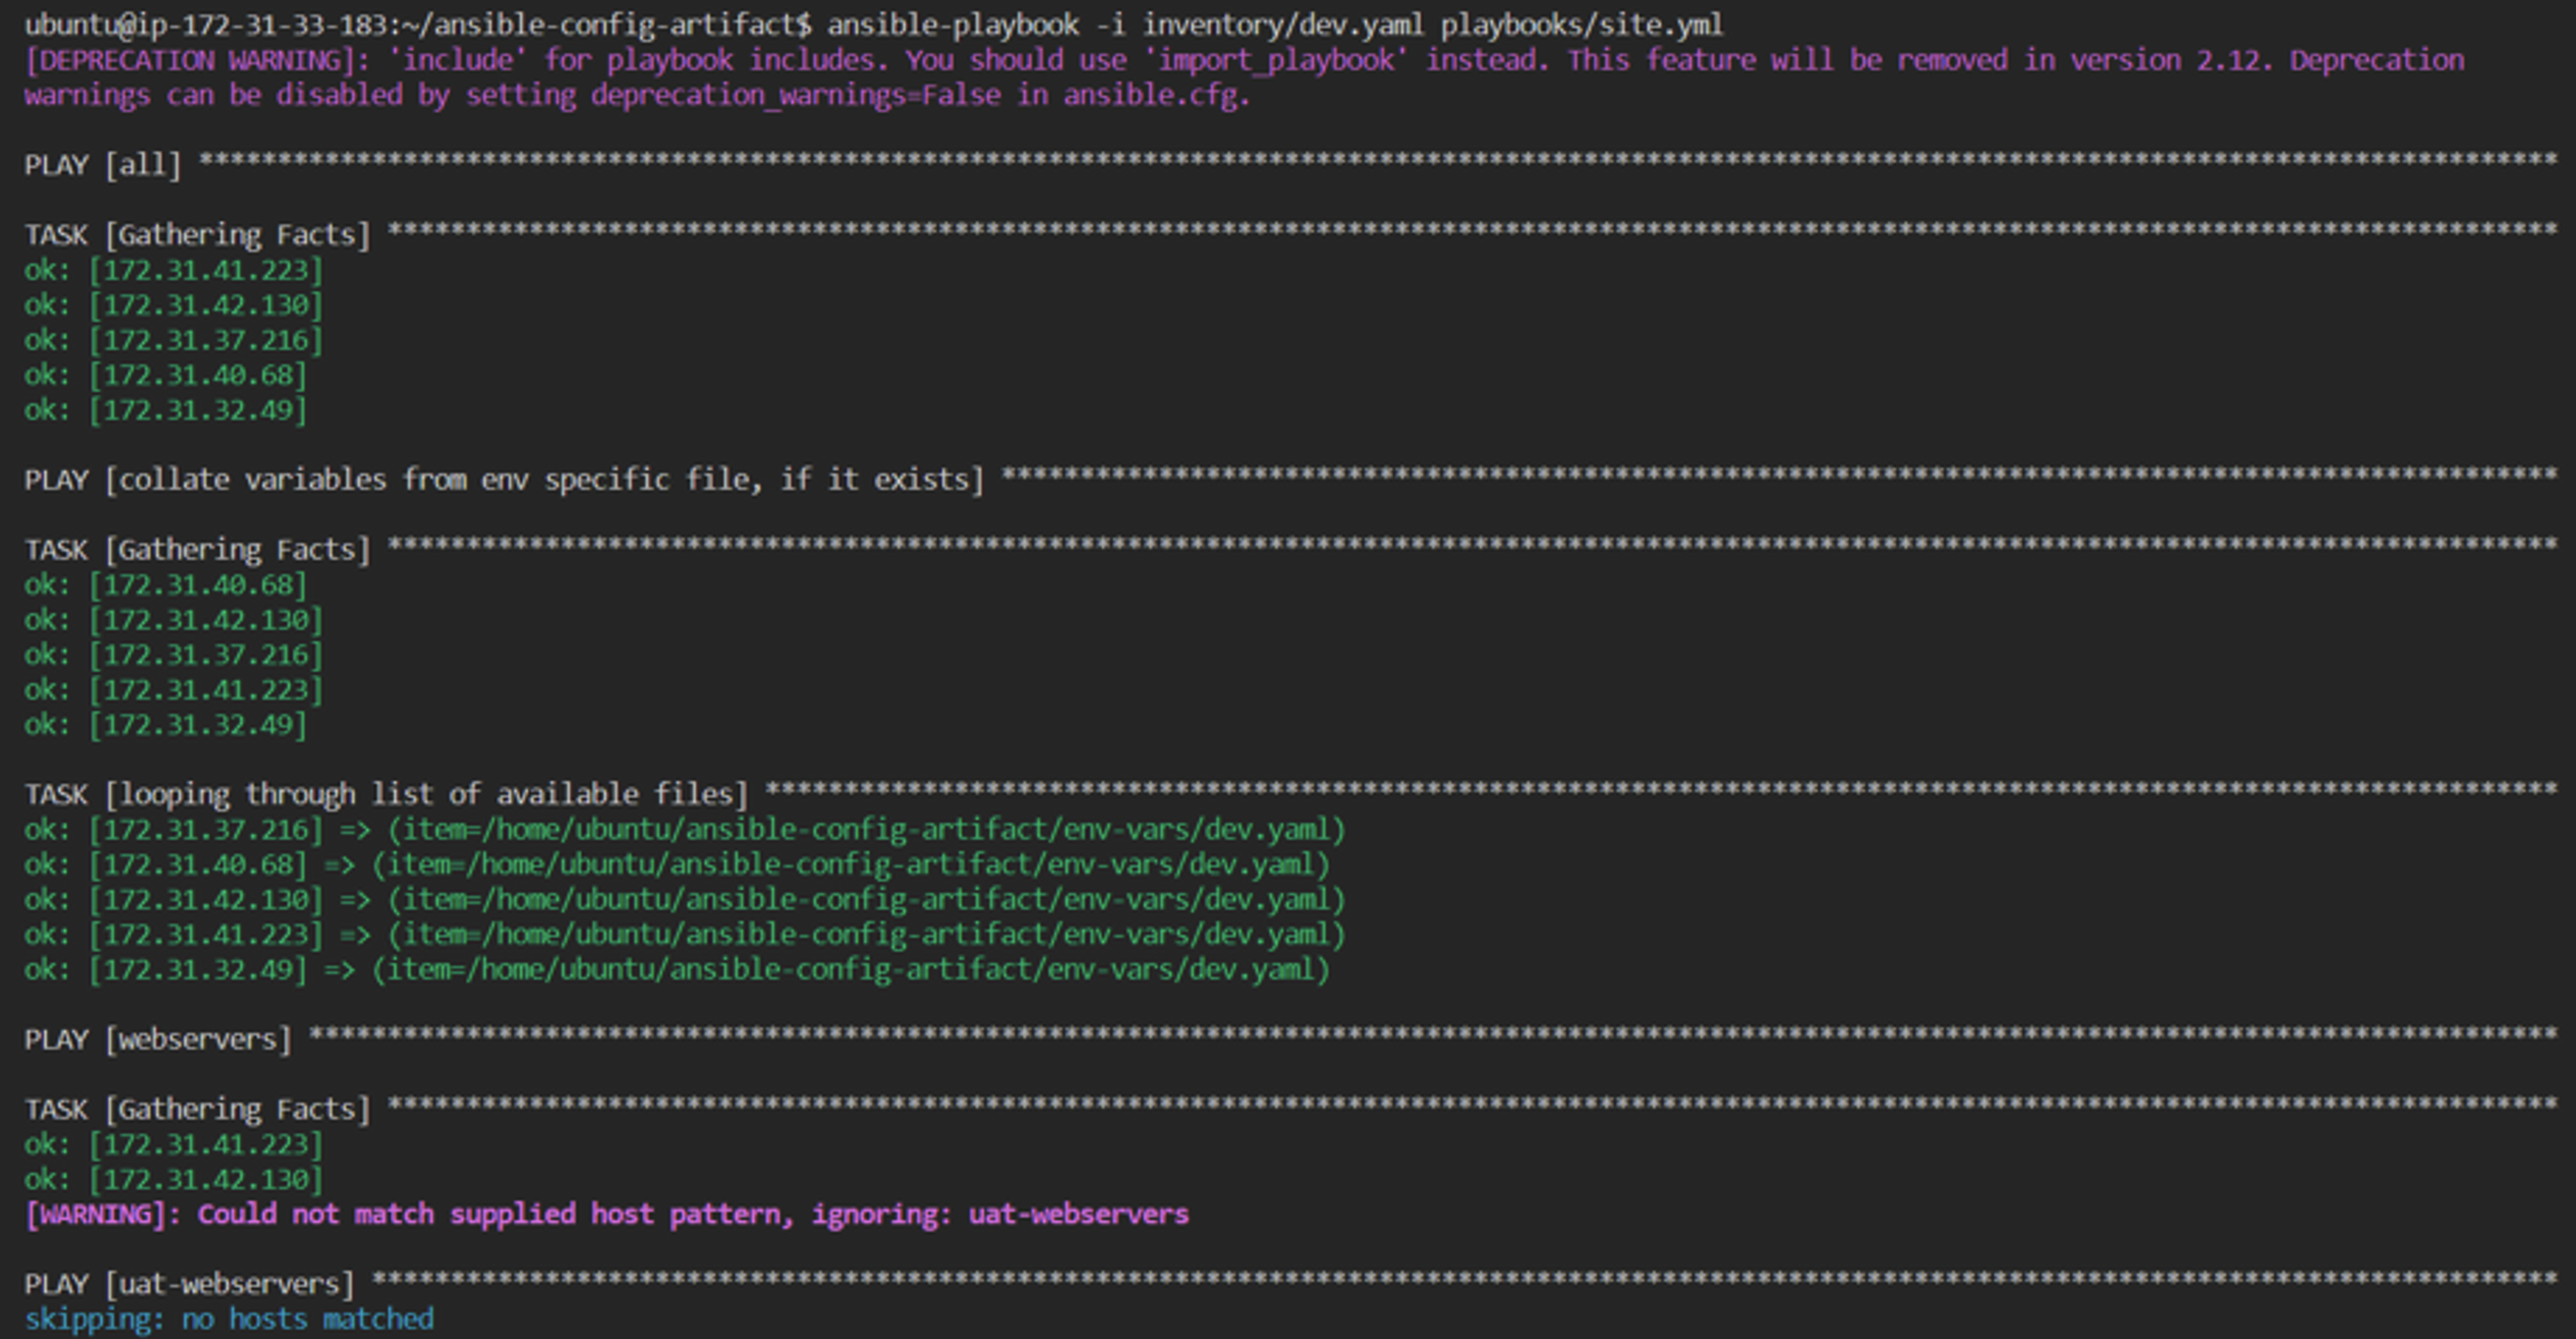 ubuntu@ip-172-31-33-183:~/ansible-config-artifact$ ansible-playbook -i inventory/dev.yaml playbooks/site.yml
[DEPRECATION WARNING]: 'include' for playbook includes. You should use 'import_playbook' instead. This feature will be removed in version 2.12. Deprecation
warnings can be disabled by setting deprecation_warnings=False in ansible.cfg.
PLAY [all] ******************************************************************************************************************************************************
TASK [Gathering Facts] ******************************************************************************************************************************************
ok: [172.31.41.223]
ok: [172.31.42.130]
ok: [172.31.37.216]
ok: [172.31.40.68]
ok: [172.31.32.49]
PLAY [collate variables from env specific file, if it exists] ***************************************************************************************************
TASK [Gathering Facts] ******************************************************************************************************************************************
ok: [172.31.40.68]
ok: [172.31.42.130]
ok: [172.31.37.216]
ok: [172.31.41.223]
ok: [172.31.32.49]
TASK [looping through list of available files] ******************************************************************************************************************
ok: [172.31.37.216] => (item=/home/ubuntu/ansible-config-artifact/env-vars/dev.yaml)
ok: [172.31.40.68] => (item=/home/ubuntu/ansible-config-artifact/env-vars/dev.yaml)
ok: [172.31.42.130] => (item=/home/ubuntu/ansible-config-artifact/env-vars/dev.yaml)
ok: [172.31.41.223] => (item=/home/ubuntu/ansible-config-artifact/env-vars/dev.yaml)
ok: [172.31.32.49] => (item=/home/ubuntu/ansible-config-artifact/env-vars/dev.yaml)
PLAY [webservers] ***********************************************************************************************************************************************
TASK [Gathering Facts] ******************************************************************************************************************************************
ok: [172.31.41.223]
ok: [172.31.42.130]
[WARNING]: Could not match supplied host pattern, ignoring: uat-webservers
PLAY [uat-webservers] *******************************************************************************************************************************************
skipping: no hosts matched